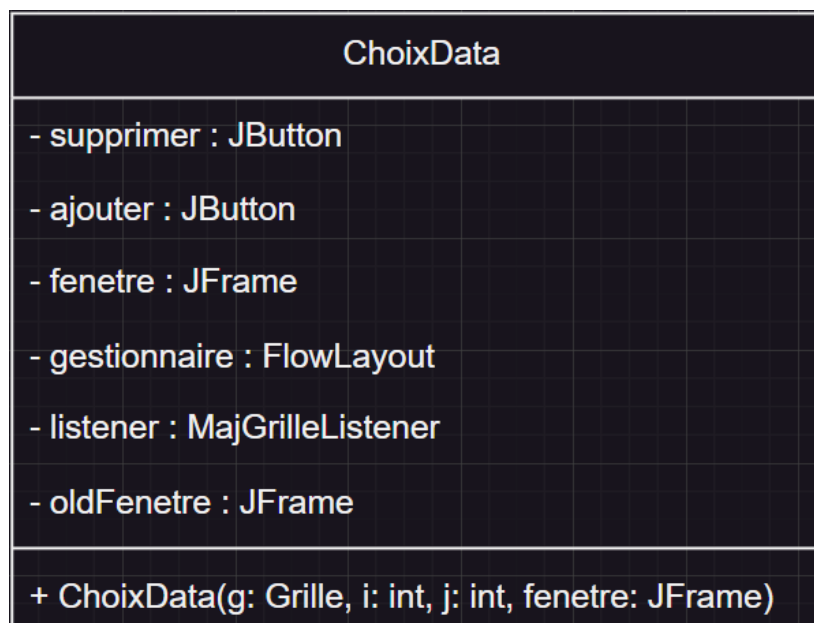 ChoixData
- supprimer : JButton
- ajouter : JButton
- fenetre : JFrame
- gestionnaire : FlowLayout
- listener : MajGrilleListener
- oldFenetre : JFrame
+ ChoixData(g: Grille, i: int, j: int, fenetre: JFrame)